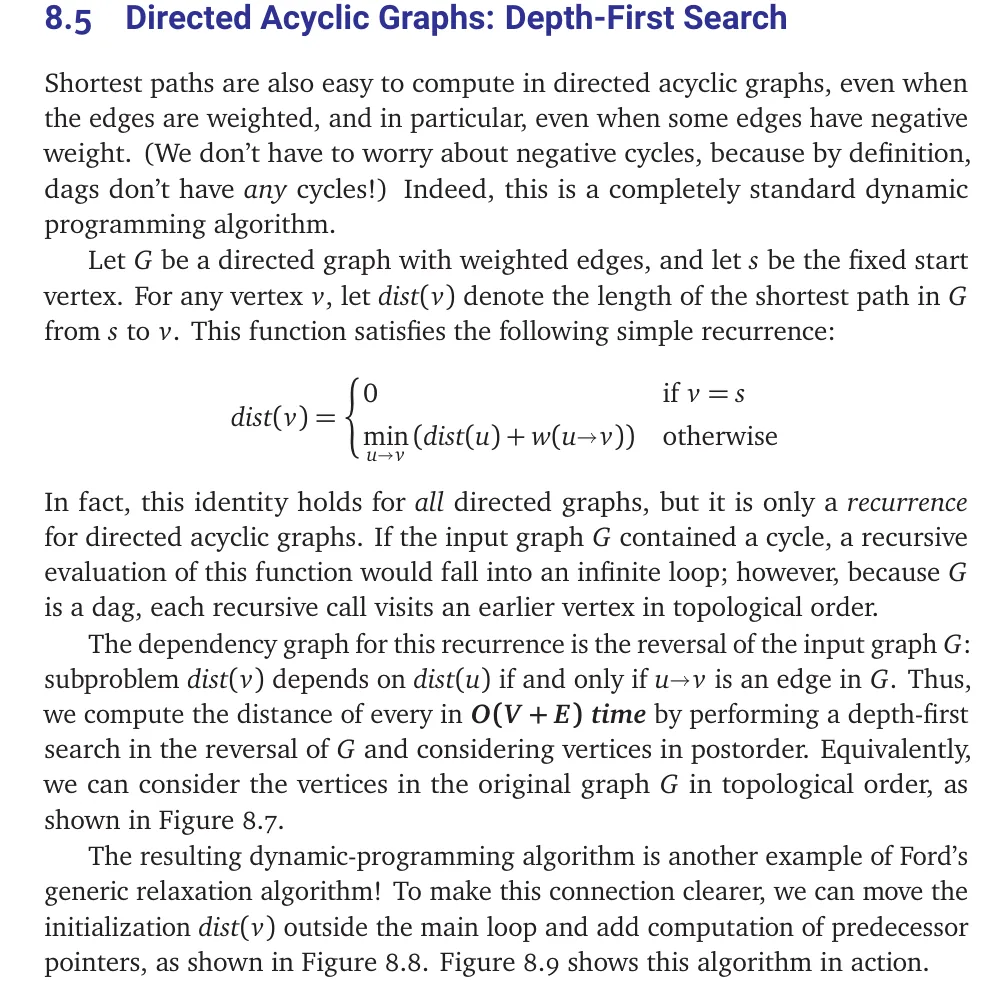 8.5 Directed Acyclic Graphs: Depth-First Search
Shortest paths are also easy to compute in directed acyclic graphs, even when
the edges are weighted, and in particular, even when some edges have negative
weight. (We don’t have to worry about negative cycles, because by definition,
dags don’t have any cycles!) Indeed, this is a completely standard dynamic
programming algorithm.
Let G be a directed graph with weighted edges, and let s be the fixed start
vertex. For any vertex v, let dist(v) denote the length of the shortest path in G
from s to v. This function satisfies the following simple recurrence:
dist(v) = { 0 if v = s
min u→v (dist(u) + w(u→v)) otherwise
In fact, this identity holds for all directed graphs, but it is only a recurrence
for directed acyclic graphs. If the input graph G contained a cycle, a recursive
evaluation of this function would fall into an infinite loop; however, because G
is a dag, each recursive call visits an earlier vertex in topological order.
The dependency graph for this recurrence is the reversal of the input graph G:
subproblem dist(v) depends on dist(u) if and only if u→v is an edge in G. Thus,
we compute the distance of every in O(V + E) time by performing a depth-first
search in the reversal of G and considering vertices in postorder. Equivalently,
we can consider the vertices in the original graph G in topological order, as
shown in Figure 8.7.
The resulting dynamic-programming algorithm is another example of Ford’s
generic relaxation algorithm! To make this connection clearer, we can move the
initialization dist(v) outside the main loop and add computation of predecessor
pointers, as shown in Figure 8.8. Figure 8.9 shows this algorithm in action.